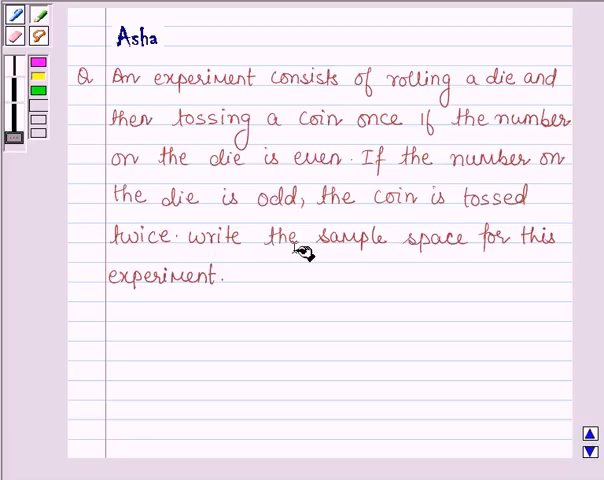 Asha
Q An experiment consists of rolling a die and
then tossing a coin once if the number
on the die is even. If the number on
the die is odd, the coin is tossed
twice. write the sample space for this
experiment.